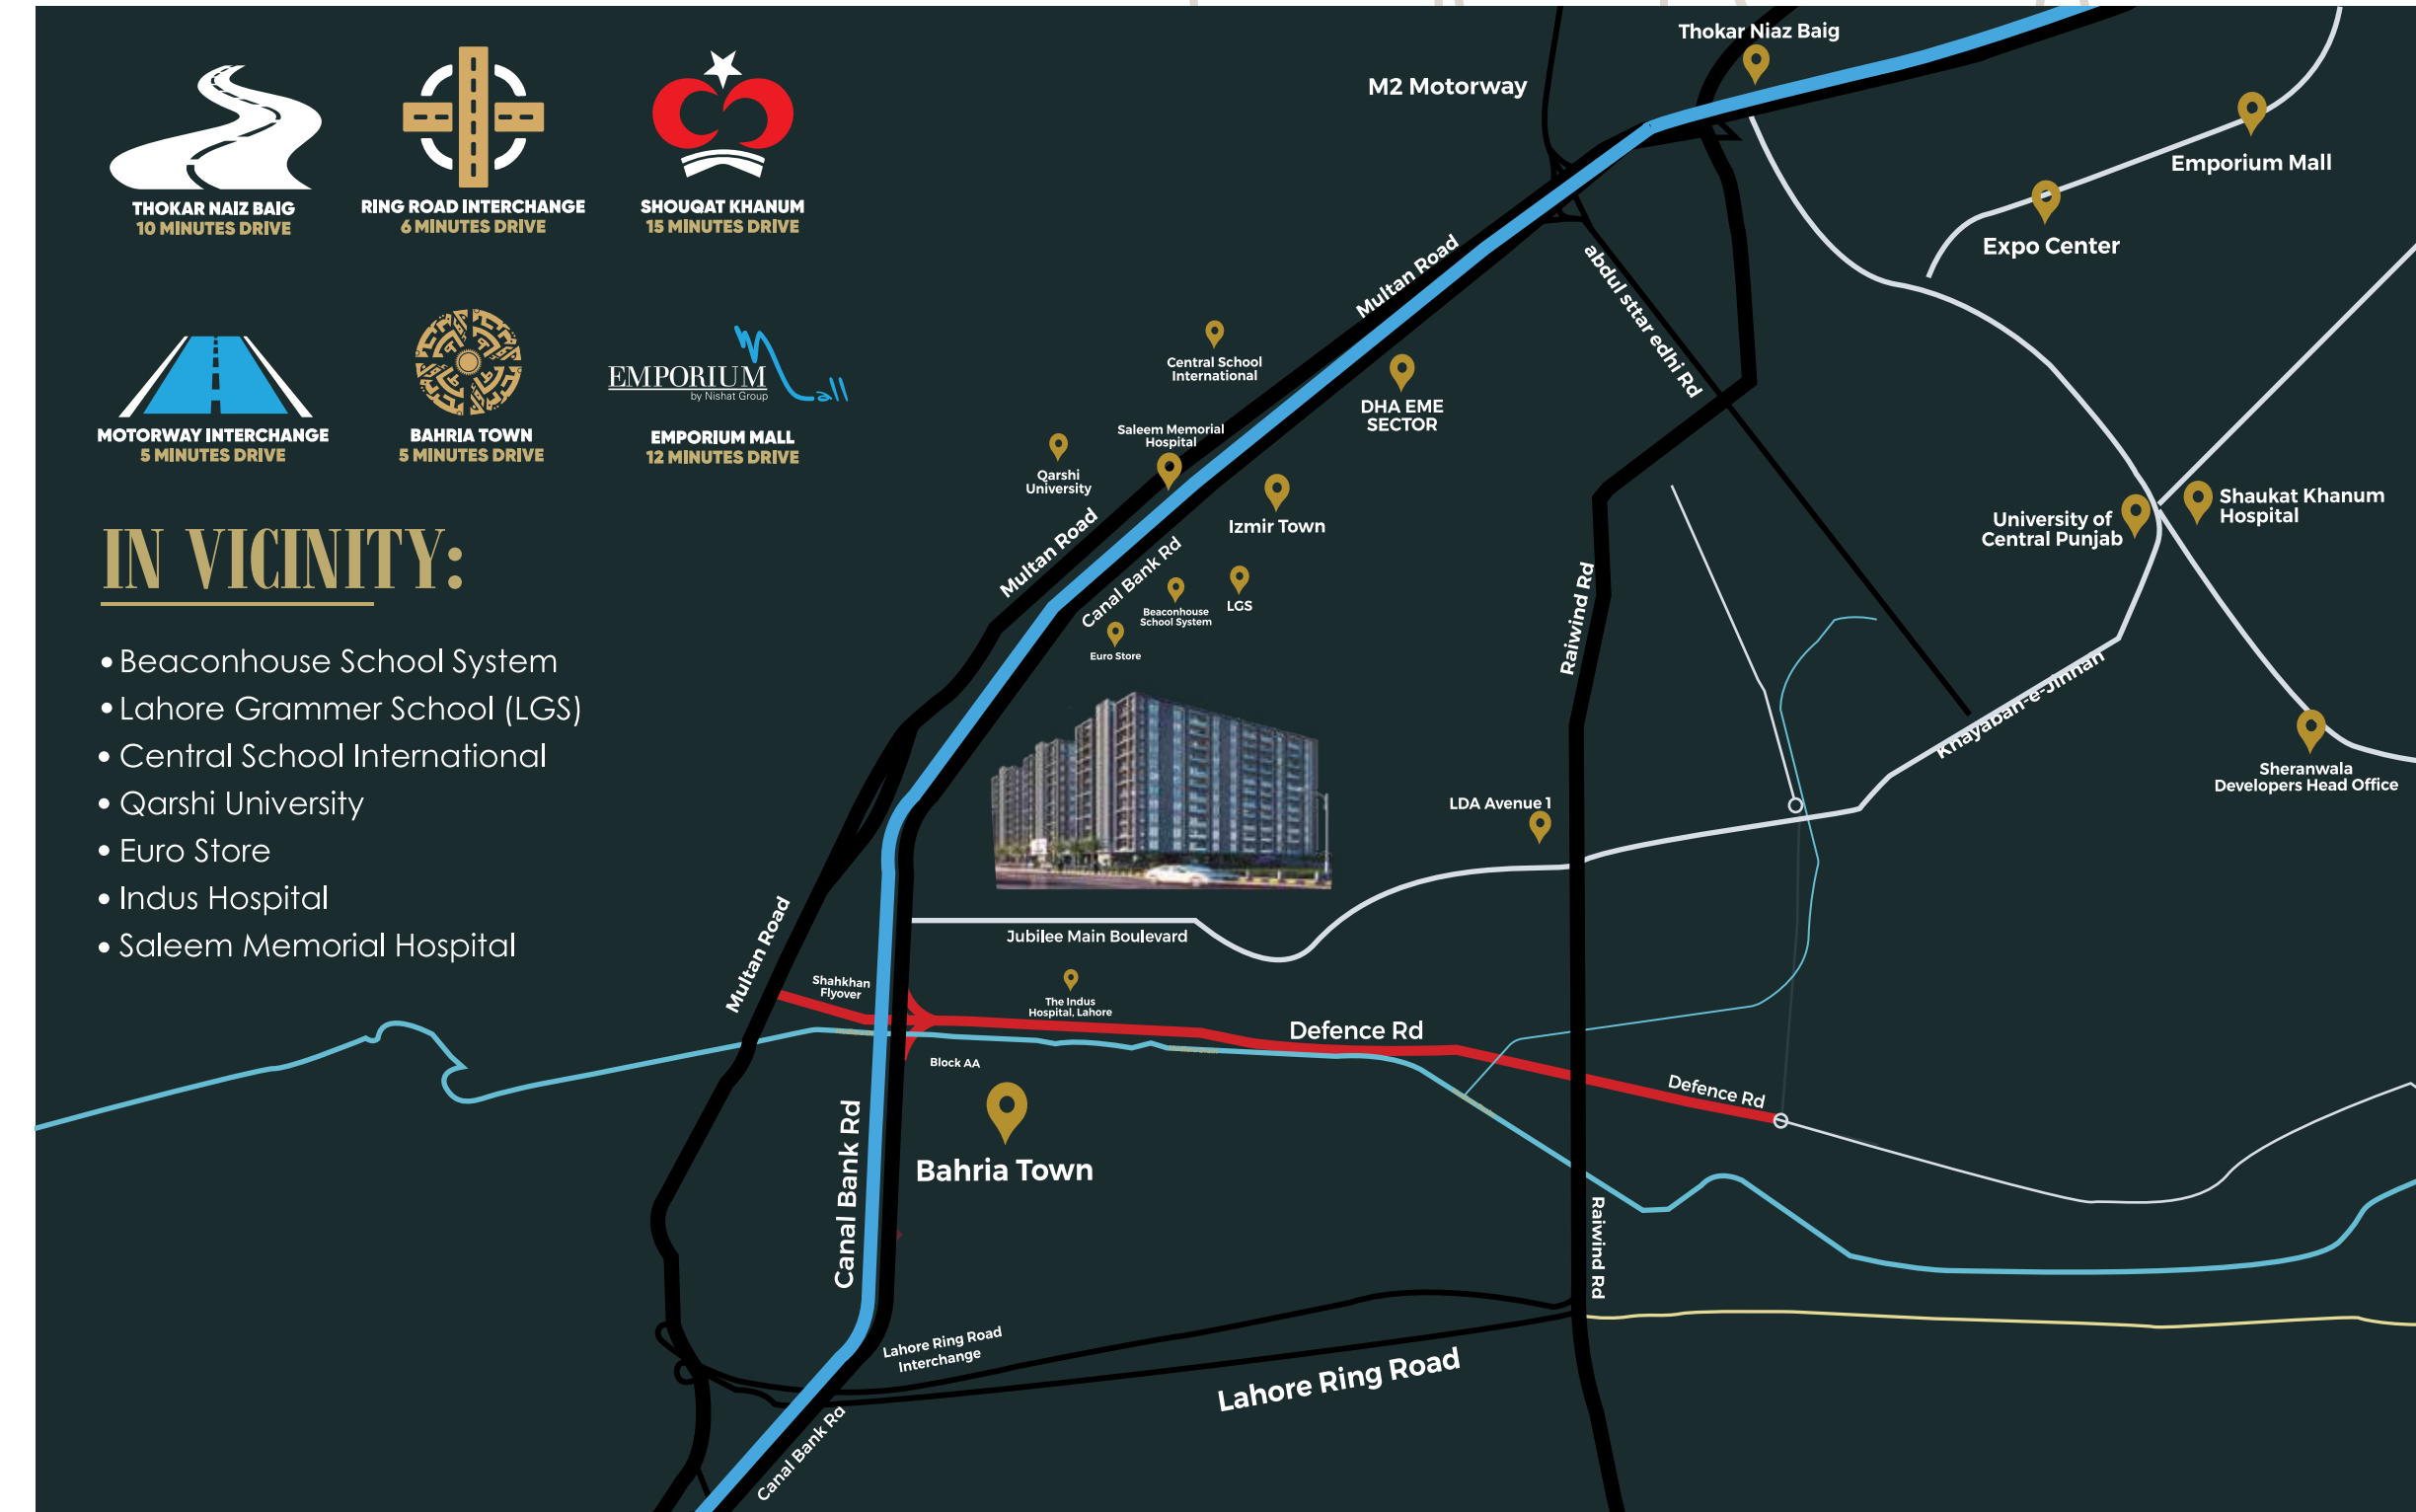 THOKAR NAIZ BAIG
10 MINUTES DRIVE
RING ROAD INTERCHANGE
6 MINUTES DRIVE
SHOUQAT KHANUM
15 MINUTES DRIVE
MOTORWAY INTERCHANGE
5 MINUTES DRIVE
BAHRIA TOWN
5 MINUTES DRIVE
EMPORIUM
Mall
by Nishat Group
EMPORIUM MALL
12 MINUTES DRIVE
IN VICINITY:
• Beaconhouse School System
• Lahore Grammer School (LGS)
• Central School International
• Qarshi University
• Euro Store
• Indus Hospital
• Saleem Memorial Hospital
Thokar Niaz Baig
M2 Motorway
Emporium Mall
Expo Center
Multan Road
abdul sttar edhi Rd
Central School
International
DHA EME
SECTOR
Saleem Memorial
Hospital
Qarshi
University
Izmir Town
Shaukat Khanum
Hospital
University of
Central Punjab
Multan Road
Canal Bank Rd
Beaconhouse
School System
LGS
Euro Store
Raiwind Rd
Khayaban-e-Jinnah
Sheranwala
Developers Head Office
LDA Avenue 1
Multan Road
Jubilee Main Boulevard
Shahkhan
Flyover
The Indus
Hospital, Lahore
Defence Rd
Block AA
Defence Rd
Bahria Town
Canal Bank Rd
Raiwind Rd
Lahore Ring Road
Interchange
Lahore Ring Road
Canal Bank Rd